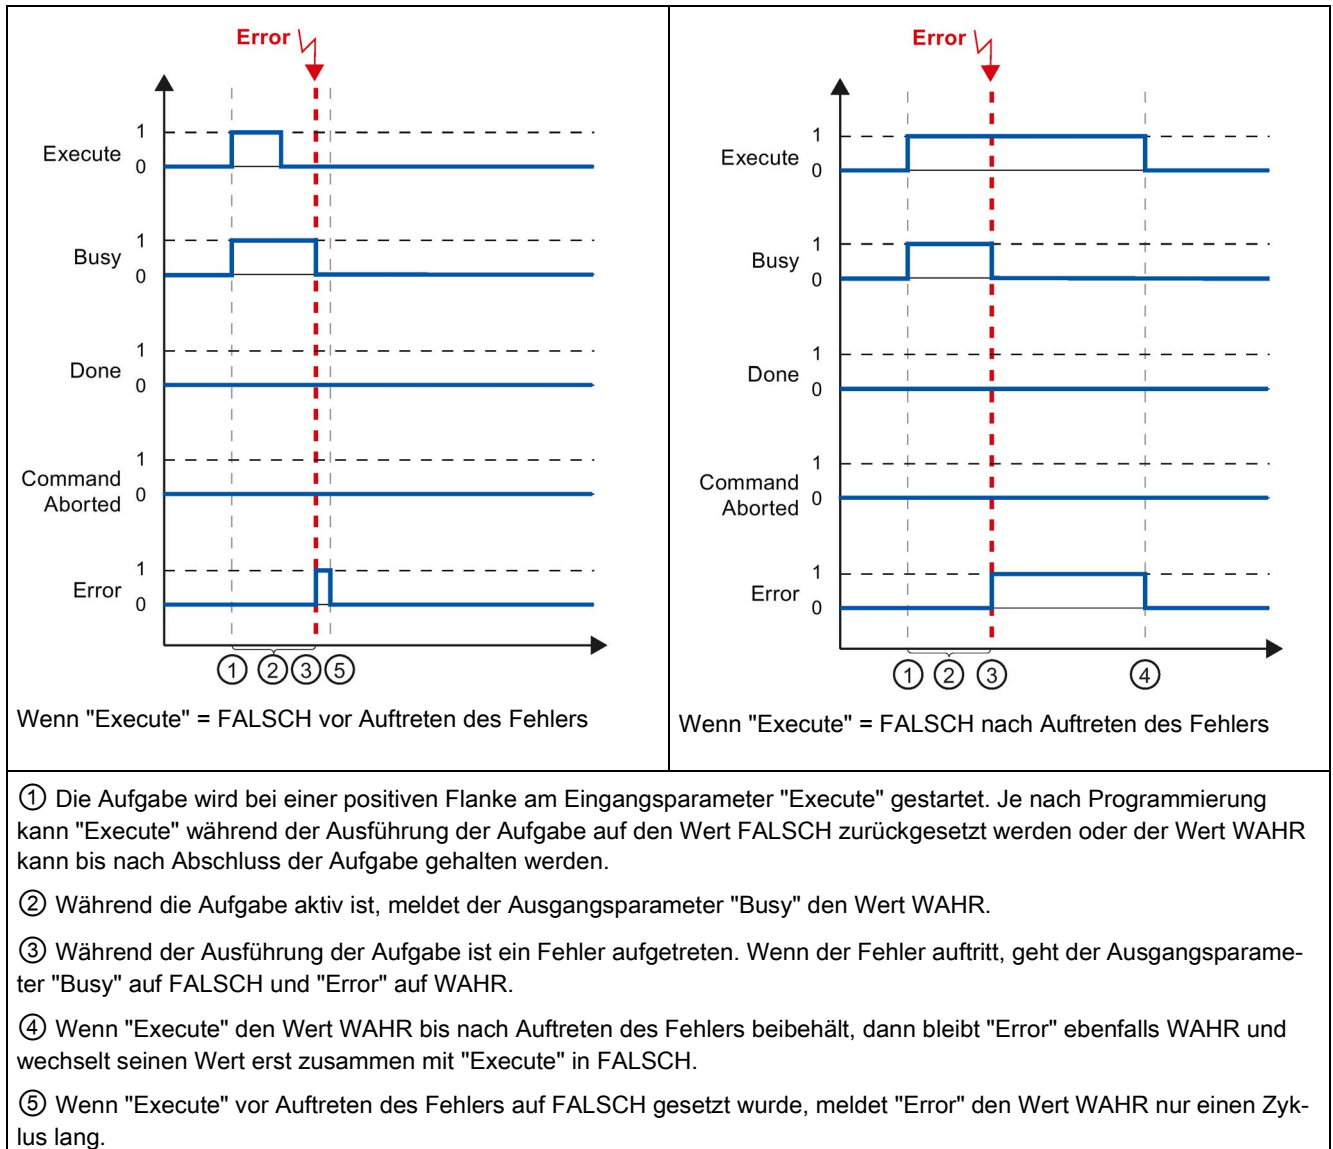 Error
1
Execute
0
1
Busy
0
1
Done
0
1
Command
Aborted
0
1
Error
0
① ② ③ ⑤
Wenn "Execute" = FALSCH vor Auftreten des Fehlers
Error
1
Execute
0
1
Busy
0
1
Done
0
1
Command
Aborted
0
1
Error
0
① ② ③ ④
Wenn "Execute" = FALSCH nach Auftreten des Fehlers
① Die Aufgabe wird bei einer positiven Flanke am Eingangsparameter "Execute" gestartet. Je nach Programmierung
kann "Execute" während der Ausführung der Aufgabe auf den Wert FALSCH zurückgesetzt werden oder der Wert WAHR
kann bis nach Abschluss der Aufgabe gehalten werden.
② Während die Aufgabe aktiv ist, meldet der Ausgangsparameter "Busy" den Wert WAHR.
③ Während der Ausführung der Aufgabe ist ein Fehler aufgetreten. Wenn der Fehler auftritt, geht der Ausgangsparame-
ter "Busy" auf FALSCH und "Error" auf WAHR.
④ Wenn "Execute" den Wert WAHR bis nach Auftreten des Fehlers beibehält, dann bleibt "Error" ebenfalls WAHR und
wechselt seinen Wert erst zusammen mit "Execute" in FALSCH.
⑤ Wenn "Execute" vor Auftreten des Fehlers auf FALSCH gesetzt wurde, meldet "Error" den Wert WAHR nur einen Zyk-
lus lang.